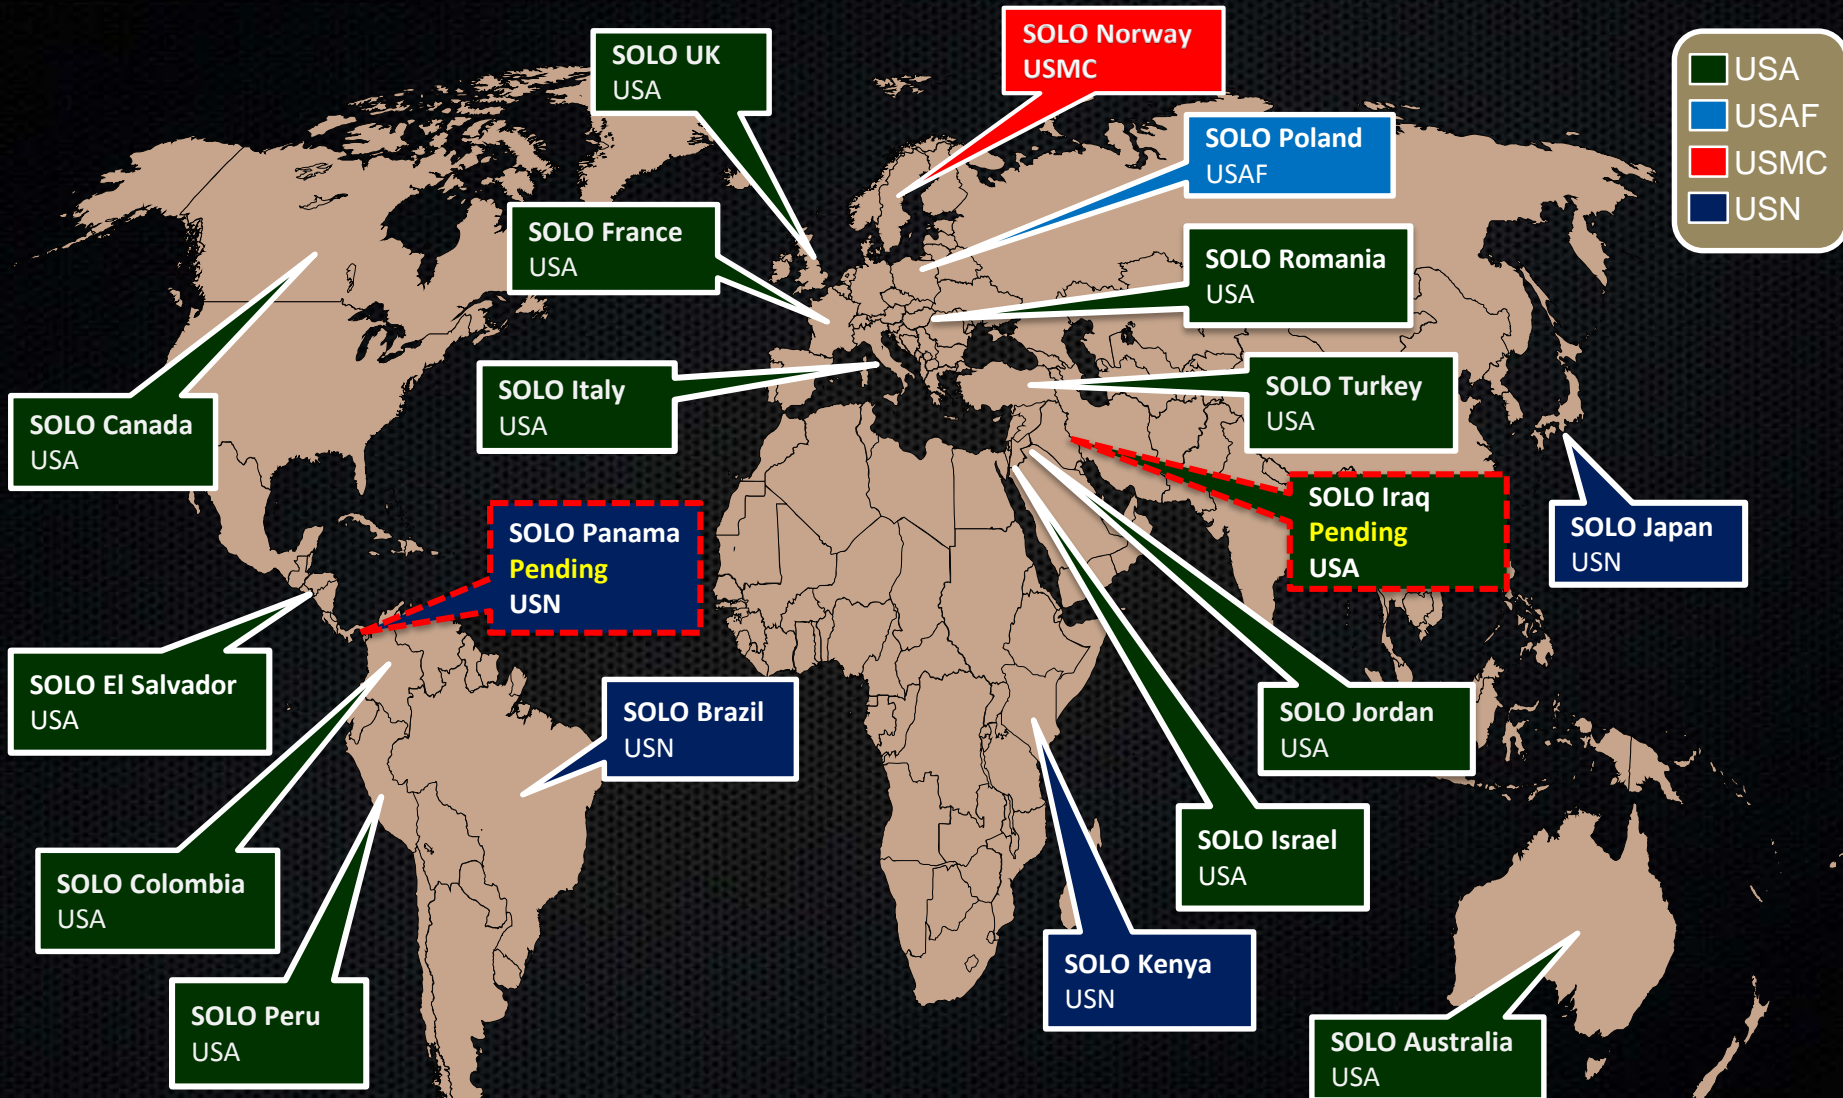 SOLO UK
USA
SOLO Norway
USMC
USA
USAF
USMC
USN
SOLO Poland
USAF
SOLO France
USA
SOLO Romania
USA
SOLO Italy
USA
SOLO Turkey
USA
SOLO Canada
USA
SOLO Panama
Pending
USN
SOLO Iraq
Pending
USA
SOLO Japan
USN
SOLO El Salvador
USA
SOLO Brazil
USN
SOLO Jordan
USA
SOLO Israel
USA
SOLO Colombia
USA
SOLO Kenya
USN
SOLO Peru
USA
SOLO Australia
USA